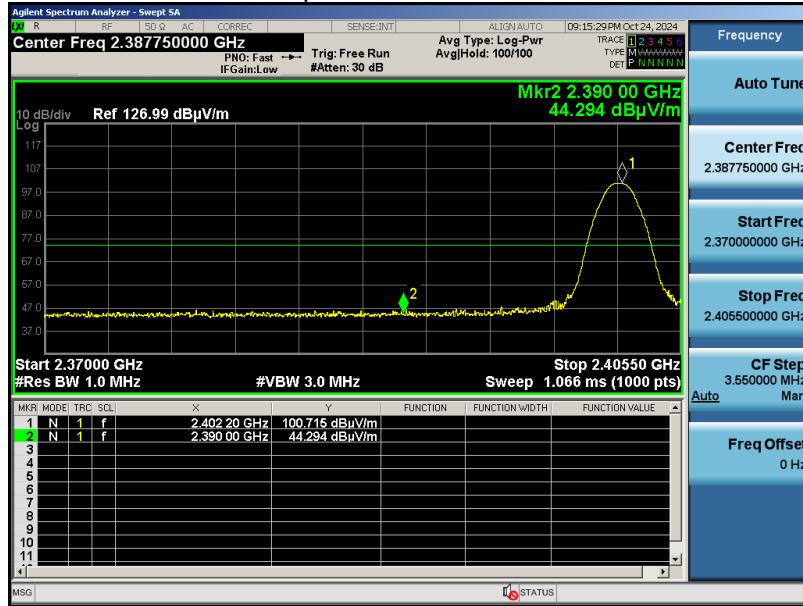 Agilent Spectrum Analyzer - Swept SA
LXI R RF 50 Ω AC CORREC SENSE:INT ALIGN AUTO 09:15:29 PM Oct 24, 2024
Center Freq 2.387750000 GHz
PNO: Fast
IFGain:Low
Trig: Free Run
#Atten: 30 dB
Avg Type: Log-Pwr
Avg|Hold: 100/100
TRACE 1 2 3 4 5 6
TYPE M
DET P N N N N N
Mkr2 2.390 00 GHz
44.294 dBµV/m
10 dB/div Ref 126.99 dBµV/m
Log
117
107
97.0
87.0
77.0
67.0
57.0
47.0
37.0
1
2
Start 2.37000 GHz Stop 2.40550 GHz
#Res BW 1.0 MHz #VBW 3.0 MHz Sweep 1.066 ms (1000 pts)
MKR MODE TRC SCL X Y FUNCTION FUNCTION WIDTH FUNCTION VALUE
1 N 1 f 2.402 20 GHz 100.715 dBµV/m
2 N 1 f 2.390 00 GHz 44.294 dBµV/m
3
4
5
6
7
8
9
10
11
MSG STATUS
Frequency
Auto Tune
Center Freq
2.387750000 GHz
Start Freq
2.370000000 GHz
Stop Freq
2.405500000 GHz
CF Step
3.550000 MHz
Auto Man
Freq Offset
0 Hz